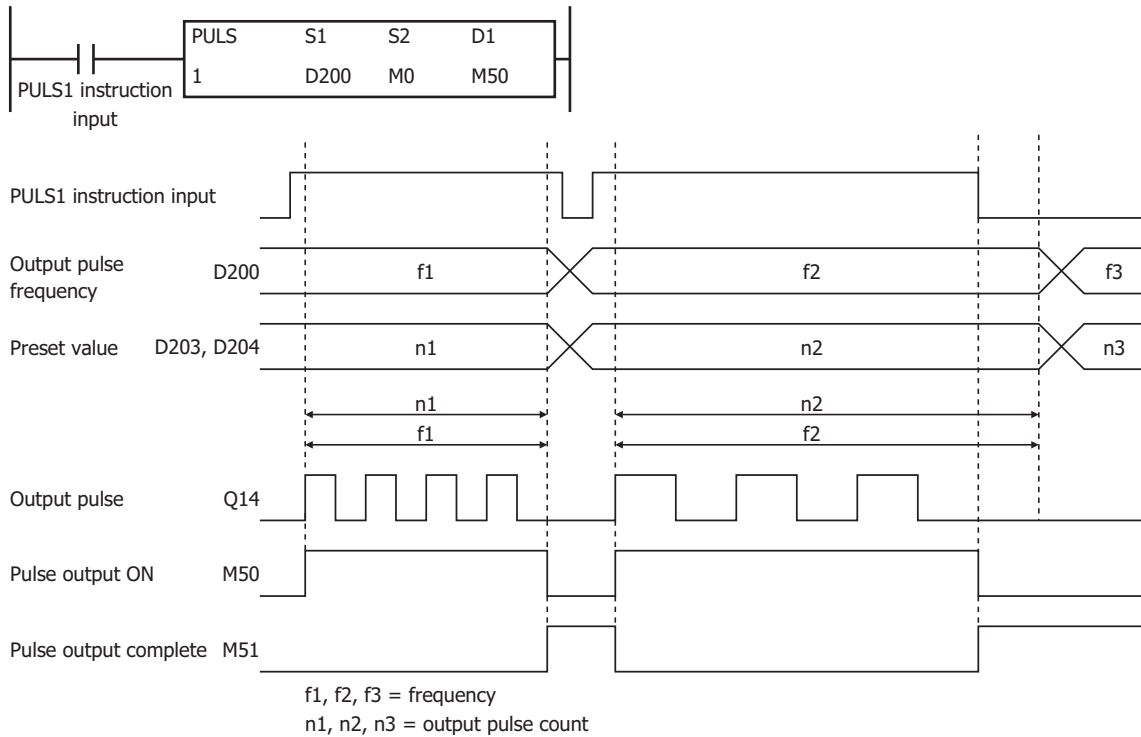 PULS S1 S2 D1
1 D200 M0 M50
PULS1 instruction
input
PULS1 instruction input
Output pulse
frequency
D200 f1 f2 f3
Preset value D203, D204 n1 n2 n3
n1 n2
f1 f2
Output pulse Q14
Pulse output ON M50
Pulse output complete M51
f1, f2, f3 = frequency
n1, n2, n3 = output pulse count